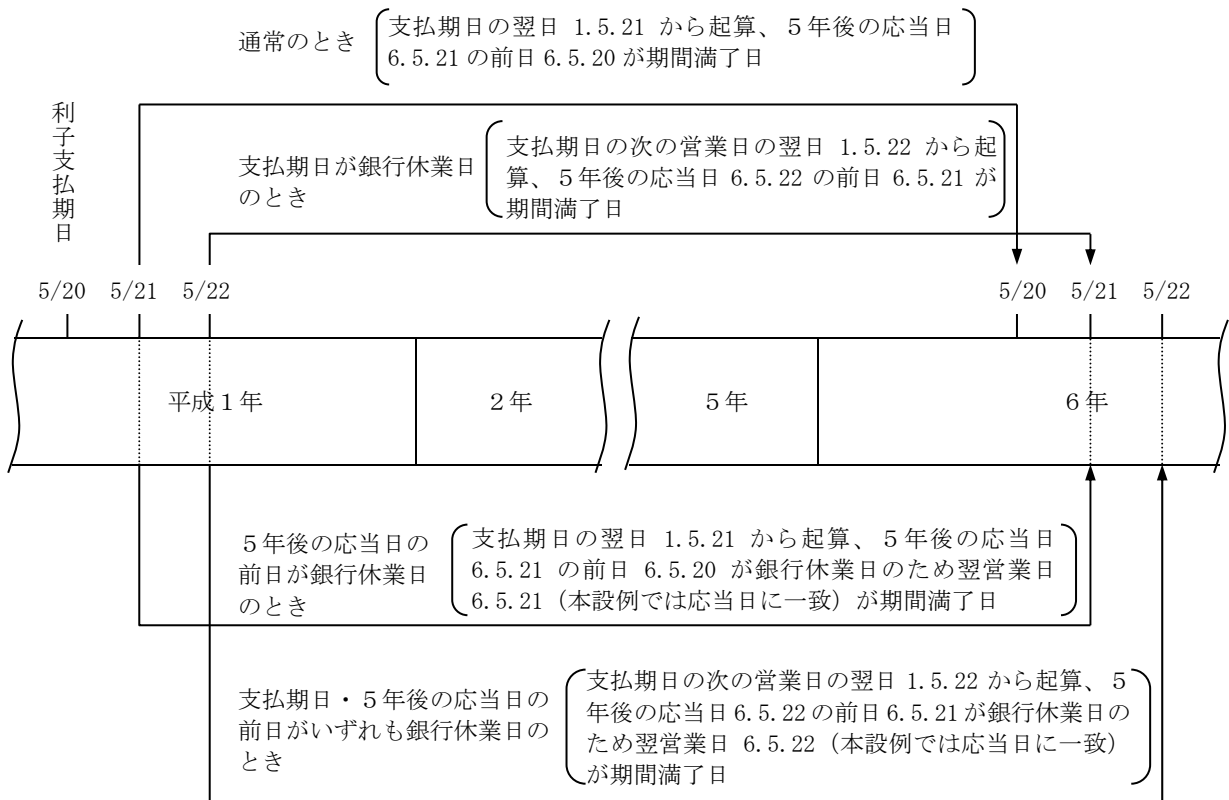 通常のとき
支払期日の翌日 1.5.21 から起算、５年後の応当日
6.5.21 の前日 6.5.20 が期間満了日
利子支払期日
支払期日が銀行休業日
のとき
支払期日の次の営業日の翌日 1.5.22 から起
算、５年後の応当日 6.5.22 の前日 6.5.21 が
期間満了日
5/20 5/21 5/22 5/20 5/21 5/22
平成１年 ２年 ５年 ６年
５年後の応当日の
前日が銀行休業日
のとき
支払期日の翌日 1.5.21 から起算、５年後の応当日
6.5.21 の前日 6.5.20 が銀行休業日のため翌営業日
6.5.21（本設例では応当日に一致）が期間満了日
支払期日・５年後の応当日の
前日がいずれも銀行休業日の
とき
支払期日の次の営業日の翌日 1.5.22 から起算、５
年後の応当日 6.5.22 の前日 6.5.21 が銀行休業日の
ため翌営業日 6.5.22（本設例では応当日に一致）
が期間満了日